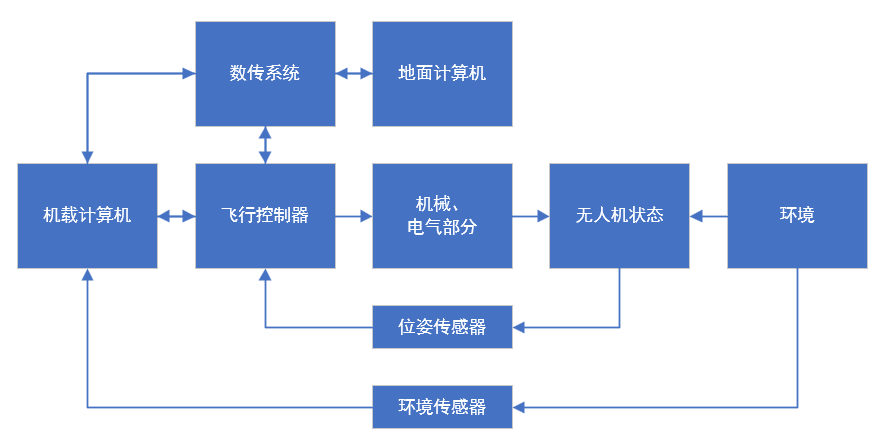 数传系统
地面计算机
机载计算机
飞行控制器
机械、
电气部分
无人机状态
环境
位姿传感器
环境传感器